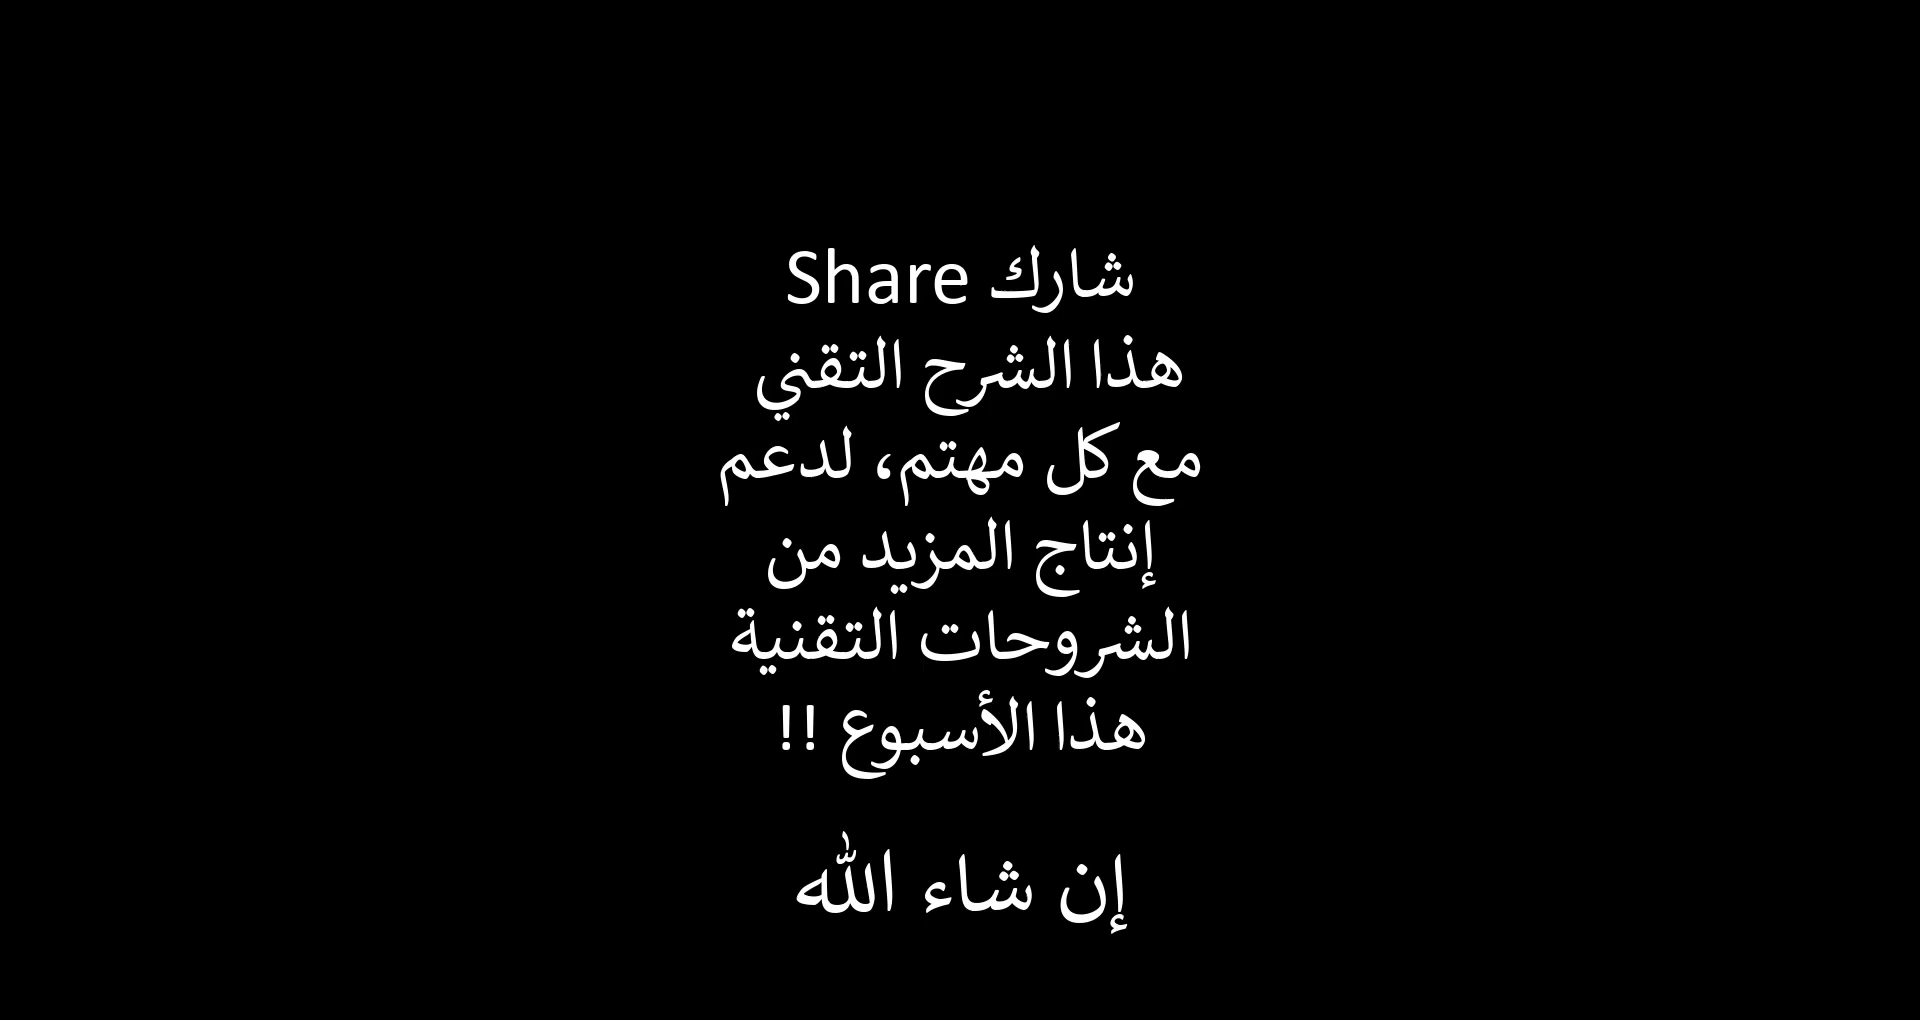 شارك Share
هذا الشرح التقني
مع كل مهتم، لدعم
إنتاج المزيد من
الشروحات التقنية
هذا الأسبوع !!
إن شاء الله